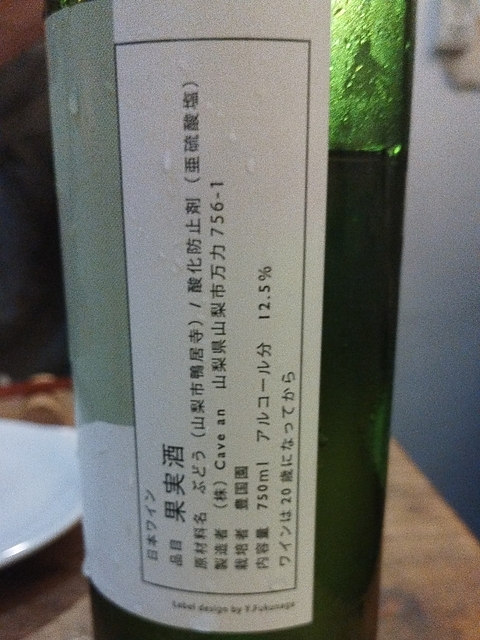 日本ワイン
品目 果実酒
原材料名 ぶどう（山梨市鴨居寺）/ 酸化防止剤（亜硫酸塩）
製造者 （株）Cave an 山梨県山梨市万力 756-1
栽培者 豊国園
内容量 750ml アルコール分 12.5%
ワインは 20 歳になってから
Label design by Y.Fukunaga